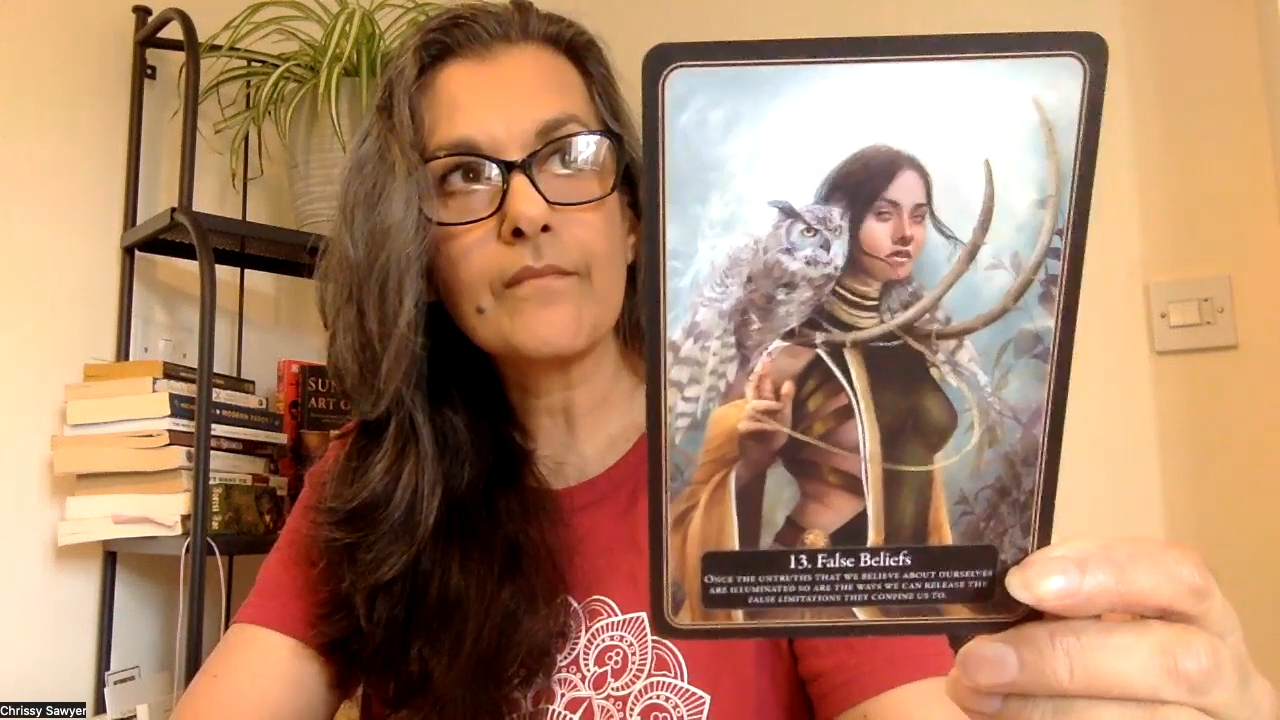 SUN
ART O
MODERN
13. False Beliefs
Once the untruths that we believe about ourselves
are illuminated so are the ways we can release the
false limitations they confine us to.
Chrissy Sawyer